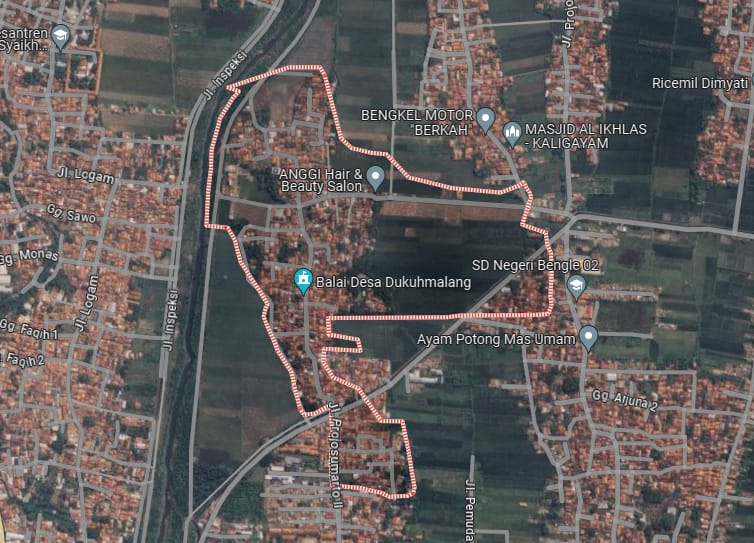 esantren
Syaikh...
Jl. Inspeksi
Jl. Projo
Ricemil Dimyati
BENGKEL MOTOR
"BERKAH"
MASJID AL IKHLAS
- KALIGAYAM
Jl. Logam
ANGGI Hair &
Beauty Salon
Gg. Sawo
Gg. Monas
SD Negeri Bengle 02
Balai Desa Dukuhmalang
Jl. Logam
Jl. Inspeksi
Gg. Faqih 1
. Faqih 2
Ayam Potong Mas Umam
Gg. Arjuna 2
Jl. Projosumarto II
Jl. Pemuda